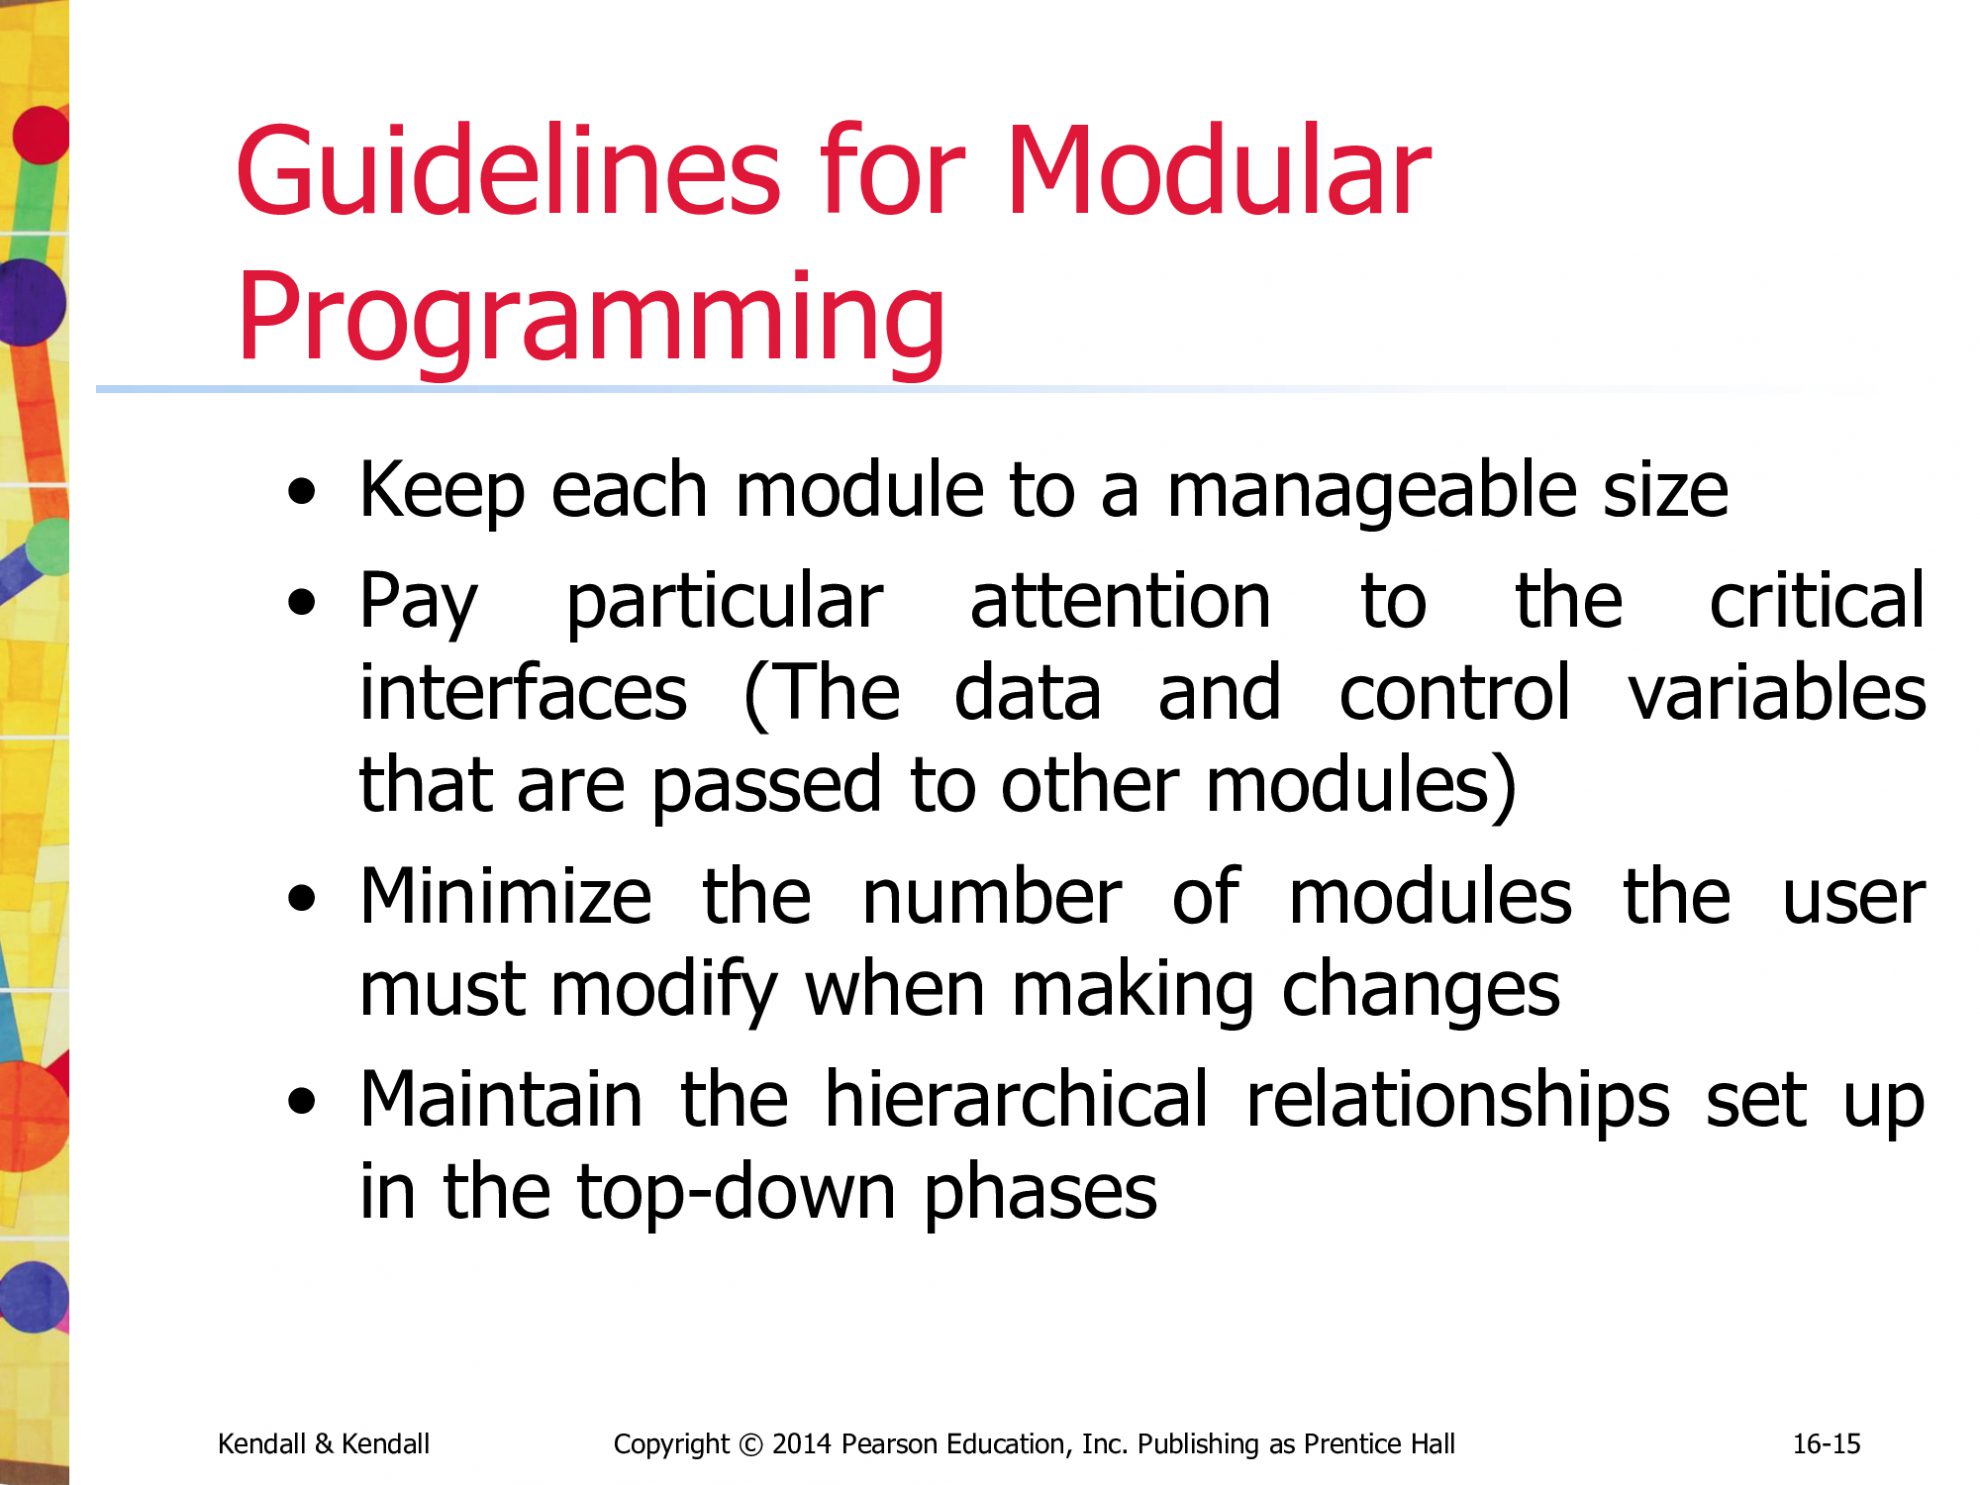 Guidelines for Modular
Programming
• Keep each module to a manageable size
• Pay particular attention to the critical
interfaces (The data and control variables
that are passed to other modules)
• Minimize the number of modules the user
must modify when making changes
• Maintain the hierarchical relationships set up
in the top-down phases
Kendall & Kendall Copyright © 2014 Pearson Education, Inc. Publishing as Prentice Hall 16-15